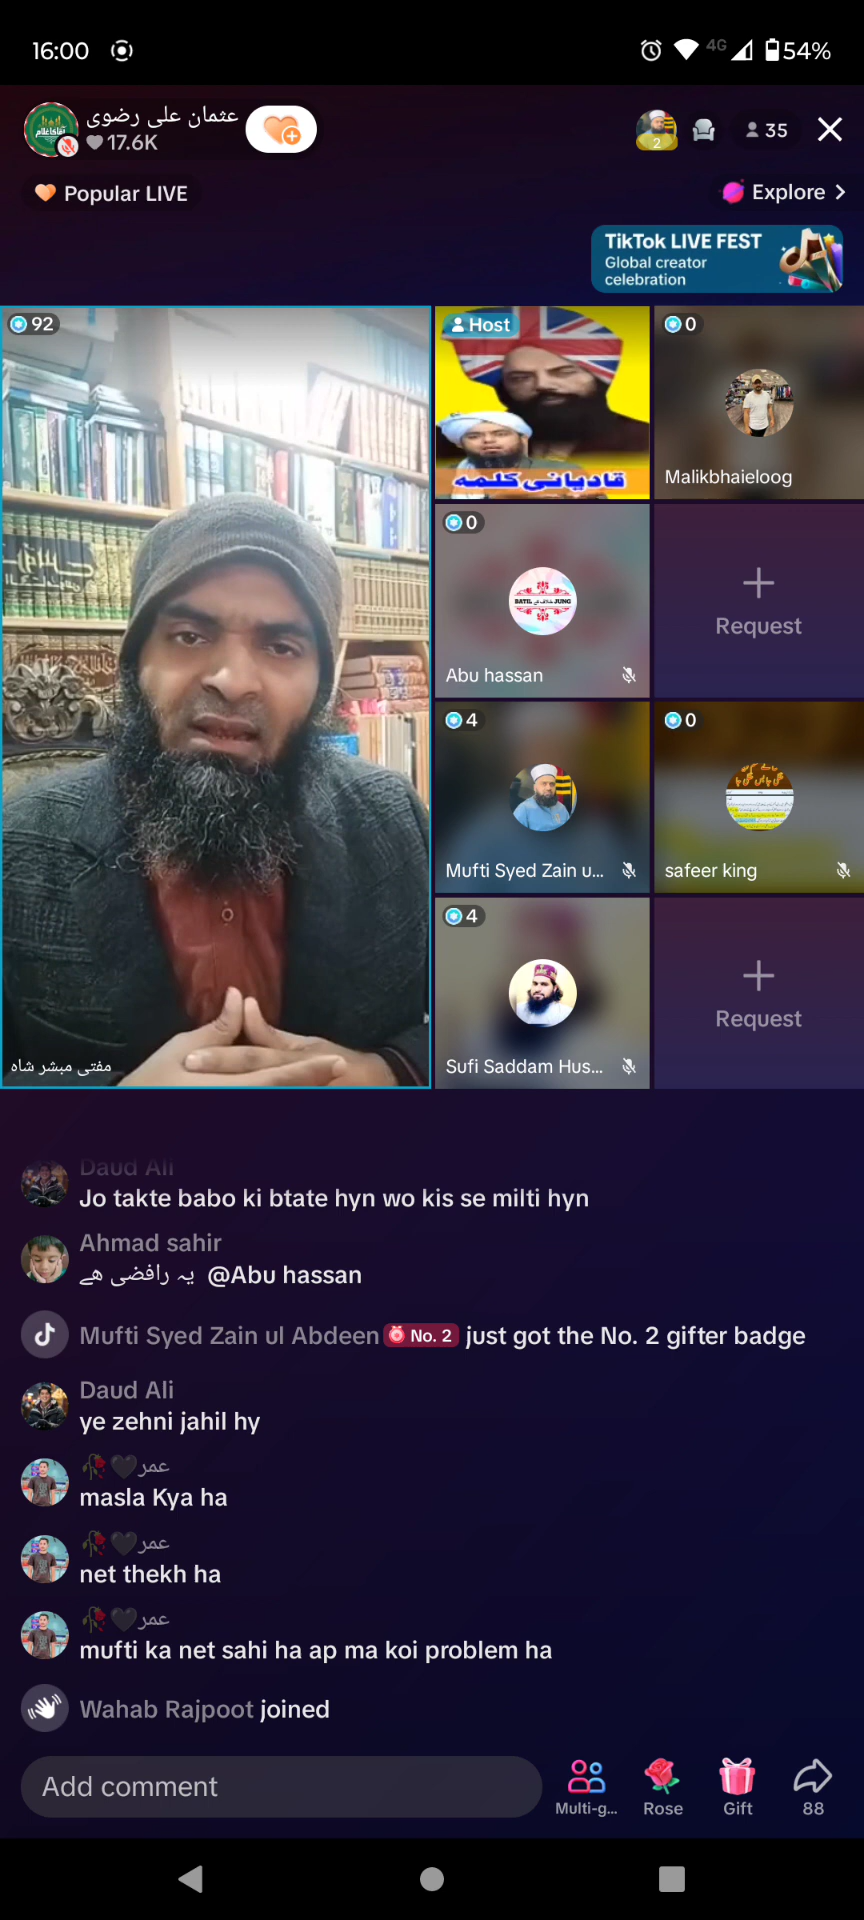 16:00
4G
54%
عثمان علی رضوی
17.6K
2
35
Popular LIVE
Explore
TikTok LIVE FEST
Global creator
celebration
92
مفتی مبشر شاہ
Host
قادیانی کلمہ
0
Malikbhaieloog
0
BATIL
JUNG
Abu hassan
Request
4
Mufti Syed Zain u...
0
safeer king
4
Sufi Saddam Hus...
Request
Daud Ali
Jo takte babo ki btate hyn wo kis se milti hyn
Ahmad sahir
یہ رافضی ھے @Abu hassan
Mufti Syed Zain ul Abdeen No. 2 just got the No. 2 gifter badge
Daud Ali
ye zehni jahil hy
🥀🖤عمر
masla Kya ha
🥀🖤عمر
net thekh ha
🥀🖤عمر
mufti ka net sahi ha ap ma koi problem ha
Wahab Rajpoot joined
Add comment
Multi-g...
Rose
Gift
88